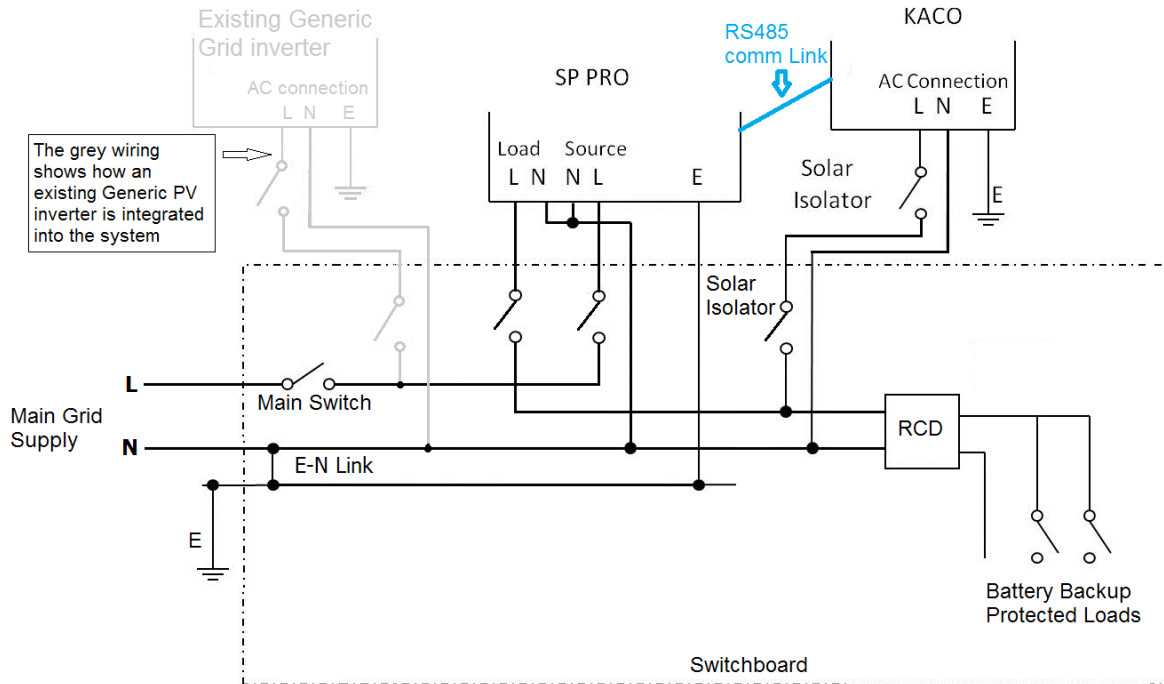 Existing Generic
Grid inverter
AC connection
L N E
The grey wiring
shows how an
existing Generic PV
inverter is integrated
into the system
SP PRO
Load Source
L N N L E
RS485
comm Link
KACO
AC Connection
L N E
Solar
Isolator
E
Solar
Isolator
L
Main Switch
Main Grid
Supply
N
E-N Link
E
RCD
Battery Backup
Protected Loads
Switchboard